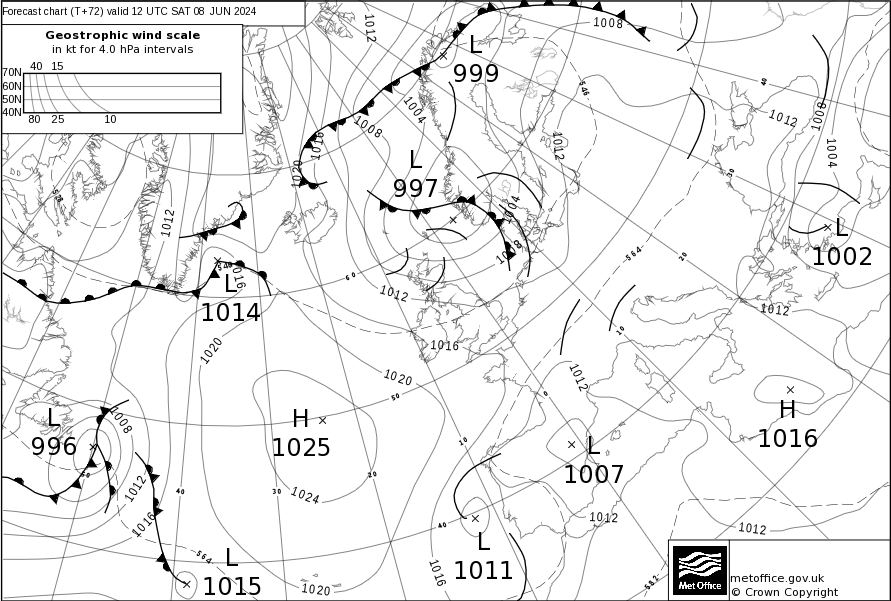 Forecast chart (T+72) valid 12 UTC SAT 08 JUN 2024
Geostrophic wind scale
in kt for 4.0 hPa intervals
40 15
70N
60N
50N
40N
80 25 10
1012
1008
L
999
546
40
1004
1008
1016
1012
1012
1008
1004
L
997
1020
30
528
1012
1004
L
1002
1008
564
20
540
1016
60
L
1014
1012
1012
10
1020
1016
1020
1012
50
0
H
1016
L
996
1008
H
1025
10
L
1007
50
20
1012
40
30
1024
1016
40
1012
1012
564
L
1015
L
1011
1016
1020
582
Met Office
metoffice.gov.uk
© Crown Copyright